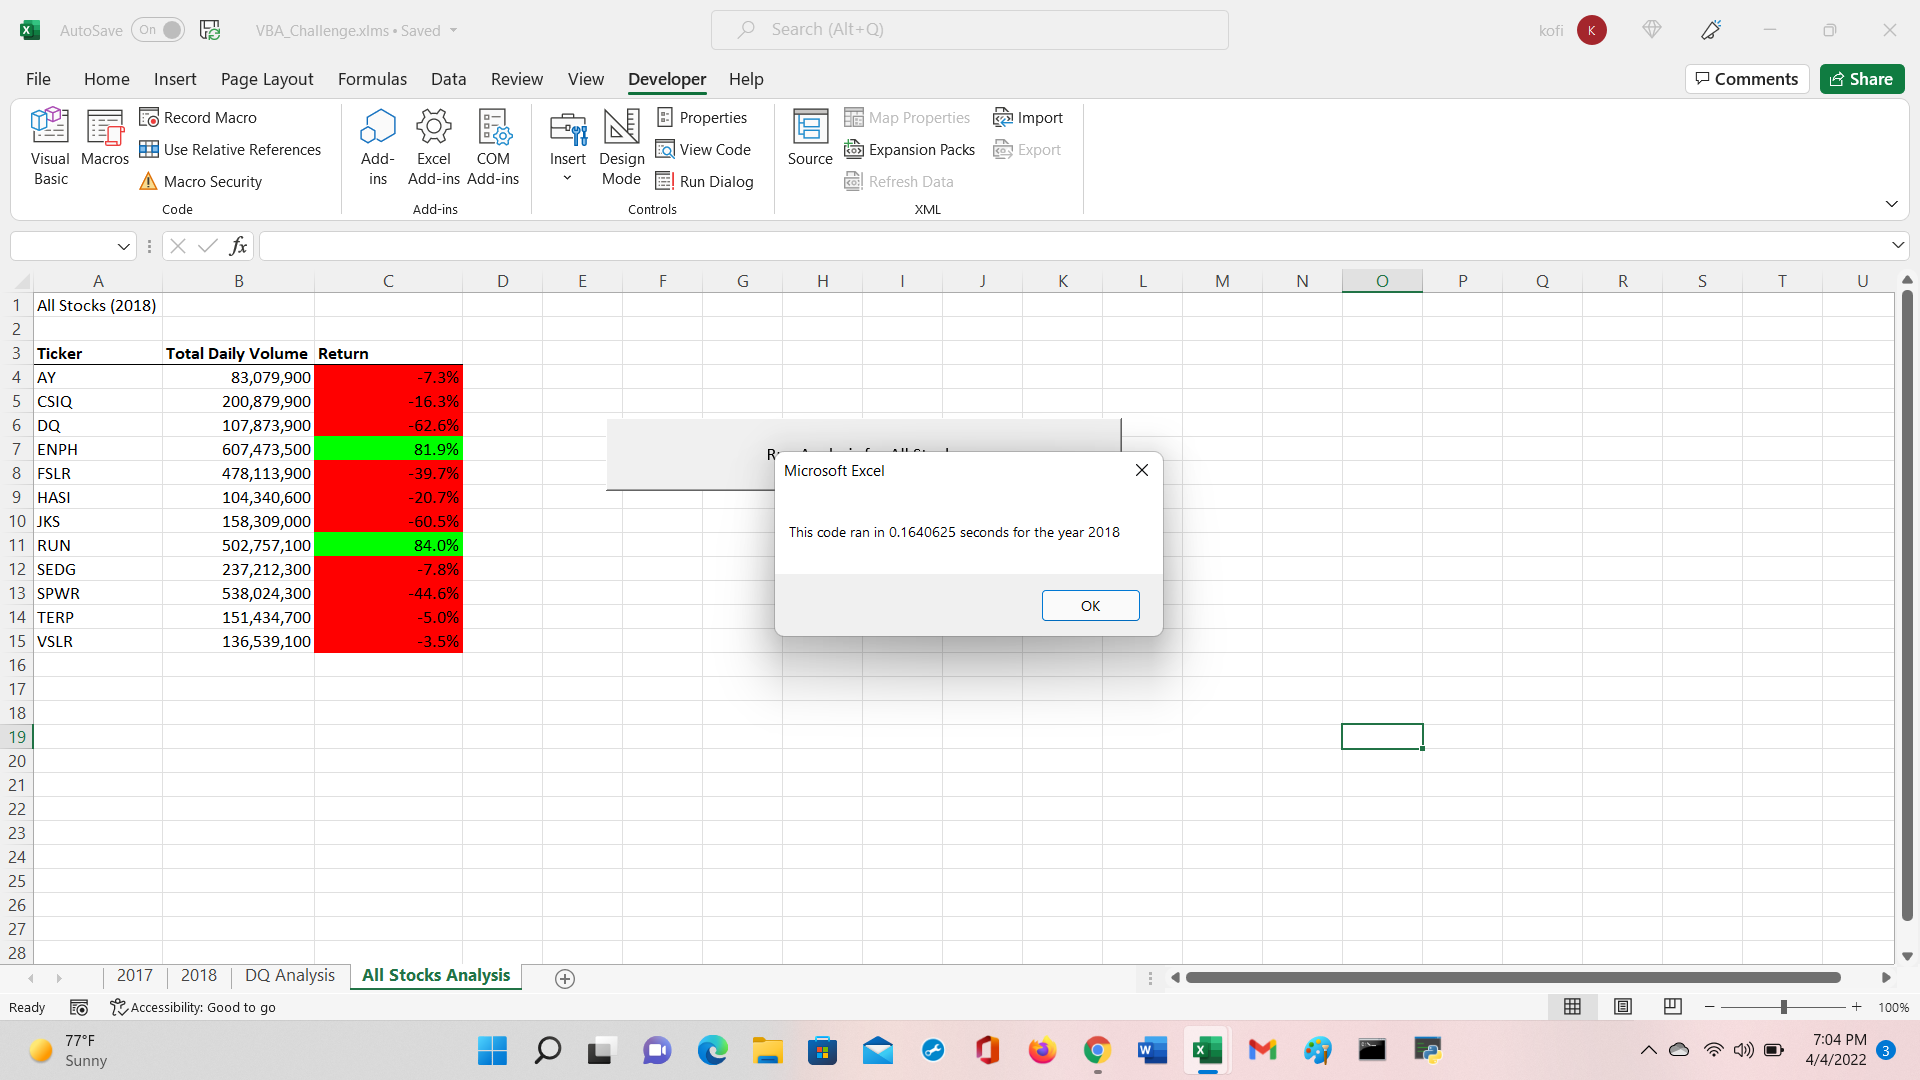 AutoSave On VBA_Challenge.xlms • Saved Search (Alt+Q) kofi K
File Home Insert Page Layout Formulas Data Review View Developer Help Comments Share
Visual Basic
Macros
Record Macro
Use Relative References
Macro Security
Code
Add-ins
Excel Add-ins
COM Add-ins
Add-ins
Insert
Design Mode
Properties
View Code
Run Dialog
Controls
Source
Map Properties
Expansion Packs
Refresh Data
Import
Export
XML
fx
A B C D E F G H I J K L M N O P Q R S T U
1 All Stocks (2018)
2
3 Ticker Total Daily Volume Return
4 AY 83,079,900 -7.3%
5 CSIQ 200,879,900 -16.3%
6 DQ 107,873,900 -62.6%
7 ENPH 607,473,500 81.9%
8 FSLR 478,113,900 -39.7%
9 HASI 104,340,600 -20.7%
10 JKS 158,309,000 -60.5%
11 RUN 502,757,100 84.0%
12 SEDG 237,212,300 -7.8%
13 SPWR 538,024,300 -44.6%
14 TERP 151,434,700 -5.0%
15 VSLR 136,539,100 -3.5%
16
17
18
19
20
21
22
23
24
25
26
27
28
Microsoft Excel
This code ran in 0.1640625 seconds for the year 2018
OK
2017 2018 DQ Analysis All Stocks Analysis
Ready Accessibility: Good to go 100%
77°F
Sunny
7:04 PM
4/4/2022
3